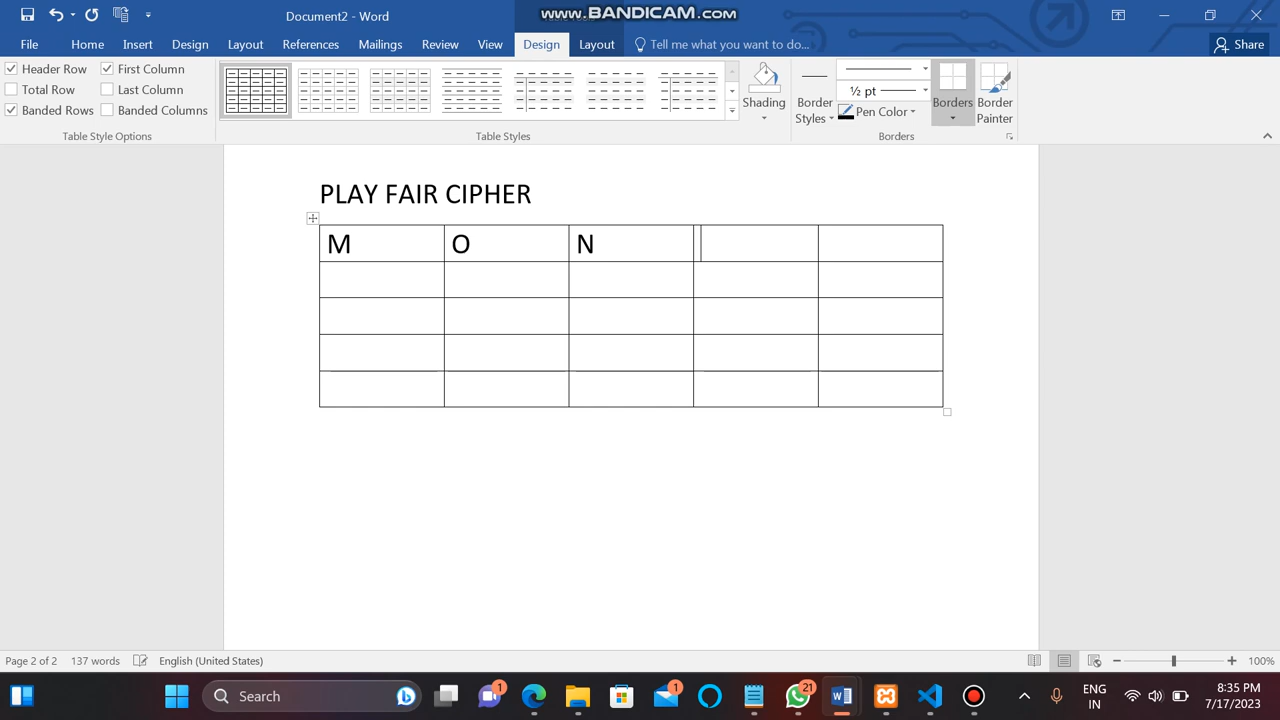 Document2 - Word
www.BANDICAM.com
File Home Insert Design Layout References Mailings Review View Design Layout Tell me what you want to do... Share
Header Row First Column
Total Row Last Column
Banded Rows Banded Columns
Table Style Options
Table Styles
Shading
Border Styles
½ pt
Pen Color
Borders
Border Painter
Borders
PLAY FAIR CIPHER
M O N
Page 2 of 2 137 words English (United States) 100%
Search
1
1
21
ENG
IN
8:35 PM
7/17/2023